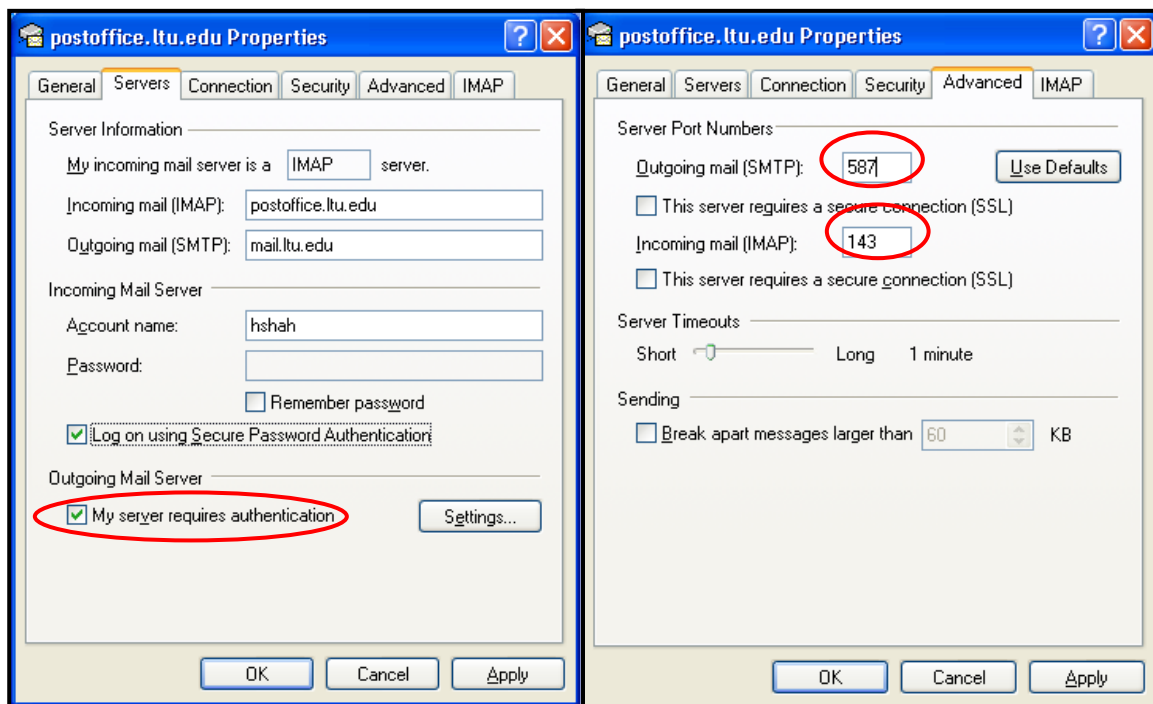 postoffice.ltu.edu Properties
General Servers Connection Security Advanced IMAP
Server Information
My incoming mail server is a IMAP server.
Incoming mail (IMAP): postoffice.ltu.edu
Outgoing mail (SMTP): mail.ltu.edu
Incoming Mail Server
Account name: hshah
Password:
Remember password
Log on using Secure Password Authentication
Outgoing Mail Server
My server requires authentication Settings...
OK Cancel Apply
postoffice.ltu.edu Properties
General Servers Connection Security Advanced IMAP
Server Port Numbers
Outgoing mail (SMTP): 587 Use Defaults
This server requires a secure connection (SSL)
Incoming mail (IMAP): 143
This server requires a secure connection (SSL)
Server Timeouts
Short Long 1 minute
Sending
Break apart messages larger than 60 KB
OK Cancel Apply